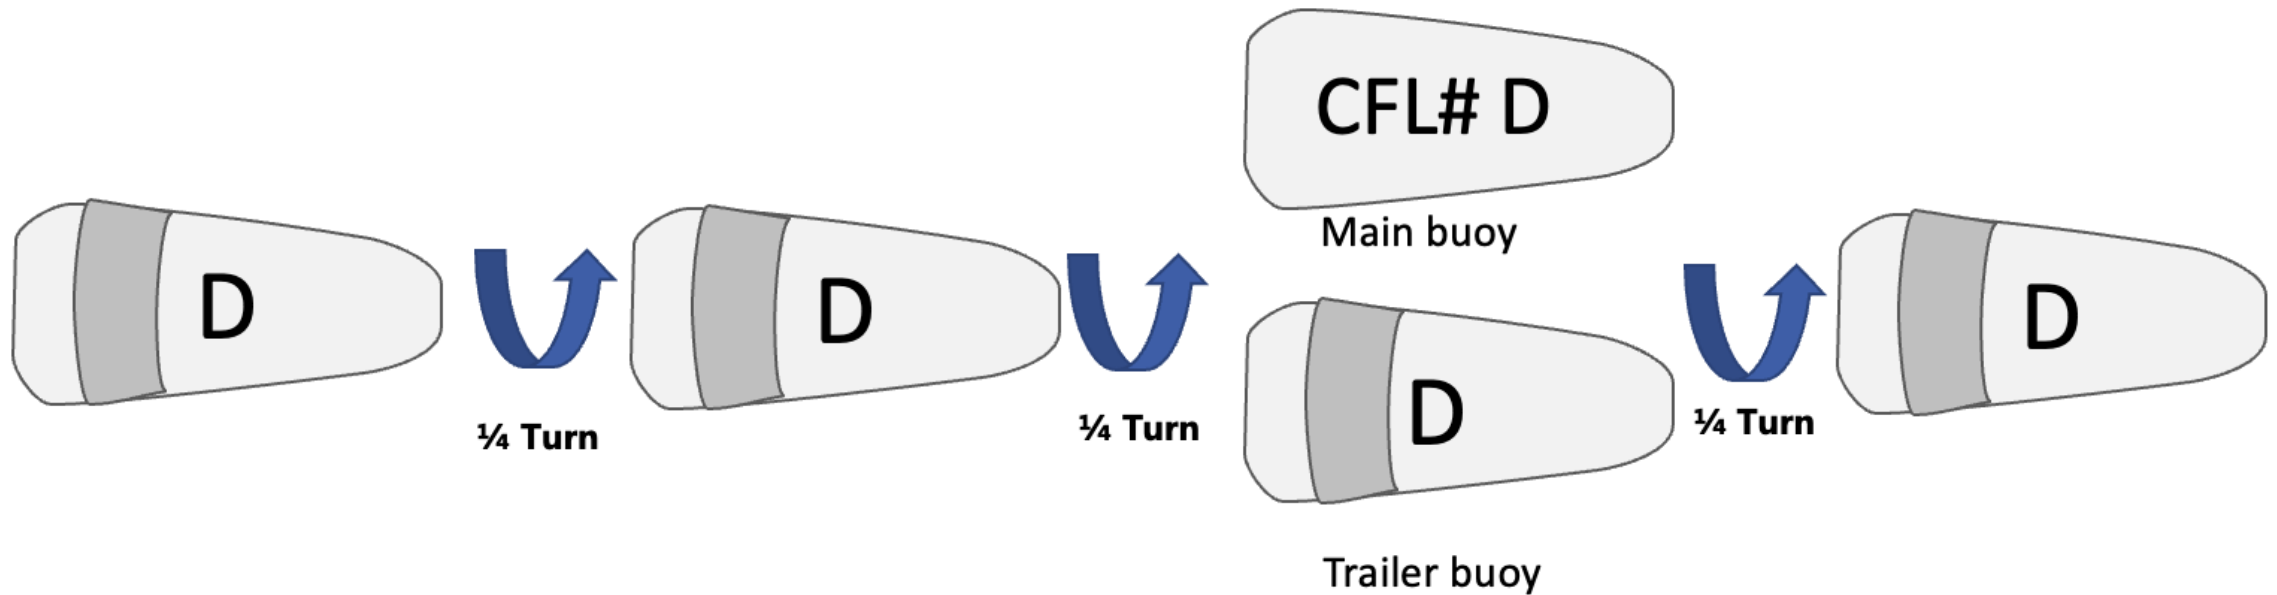 D
¼ Turn
D
¼ Turn
CFL# D
Main buoy
D
Trailer buoy
¼ Turn
D